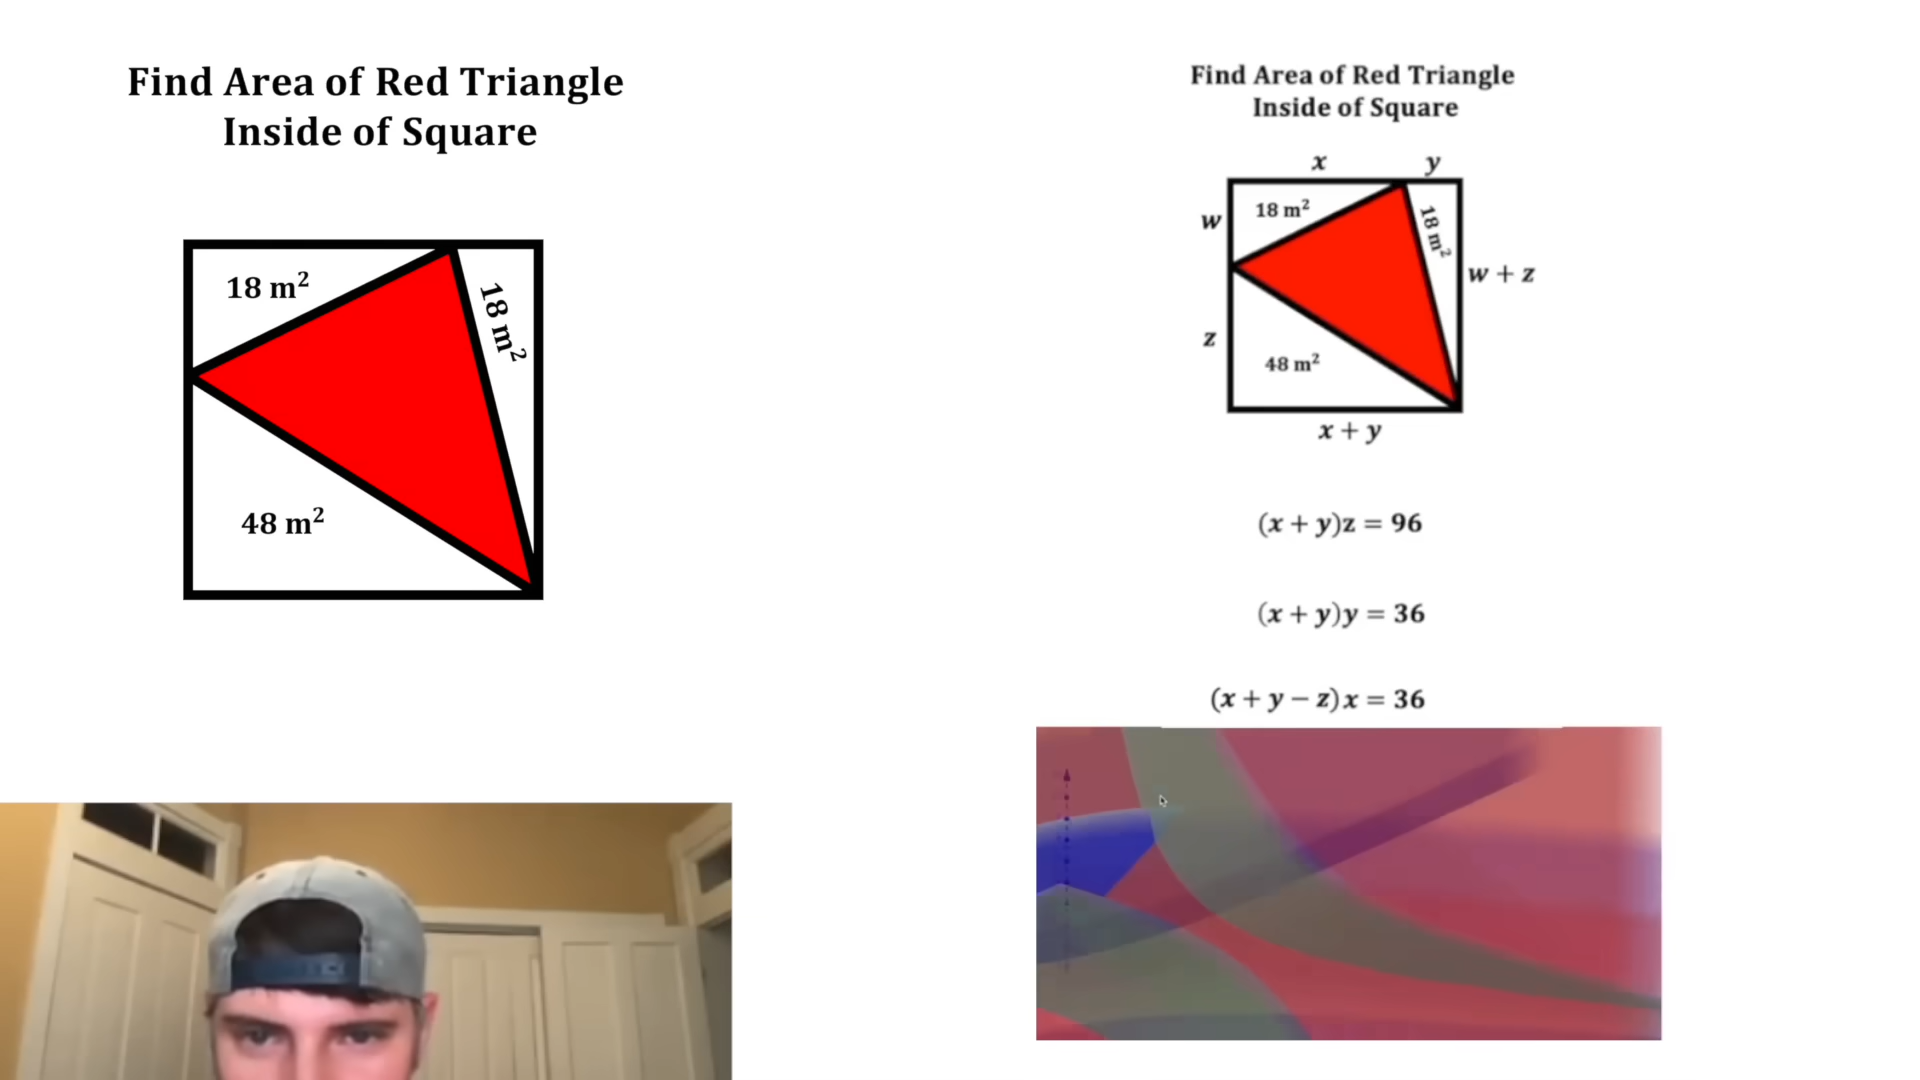 Find Area of Red Triangle
Inside of Square
18 m²
18 m²
48 m²
Find Area of Red Triangle
Inside of Square
x
y
w
18 m²
18 m²
w + z
z
48 m²
x + y
(x + y)z = 96
(x + y)y = 36
(x + y − z)x = 36